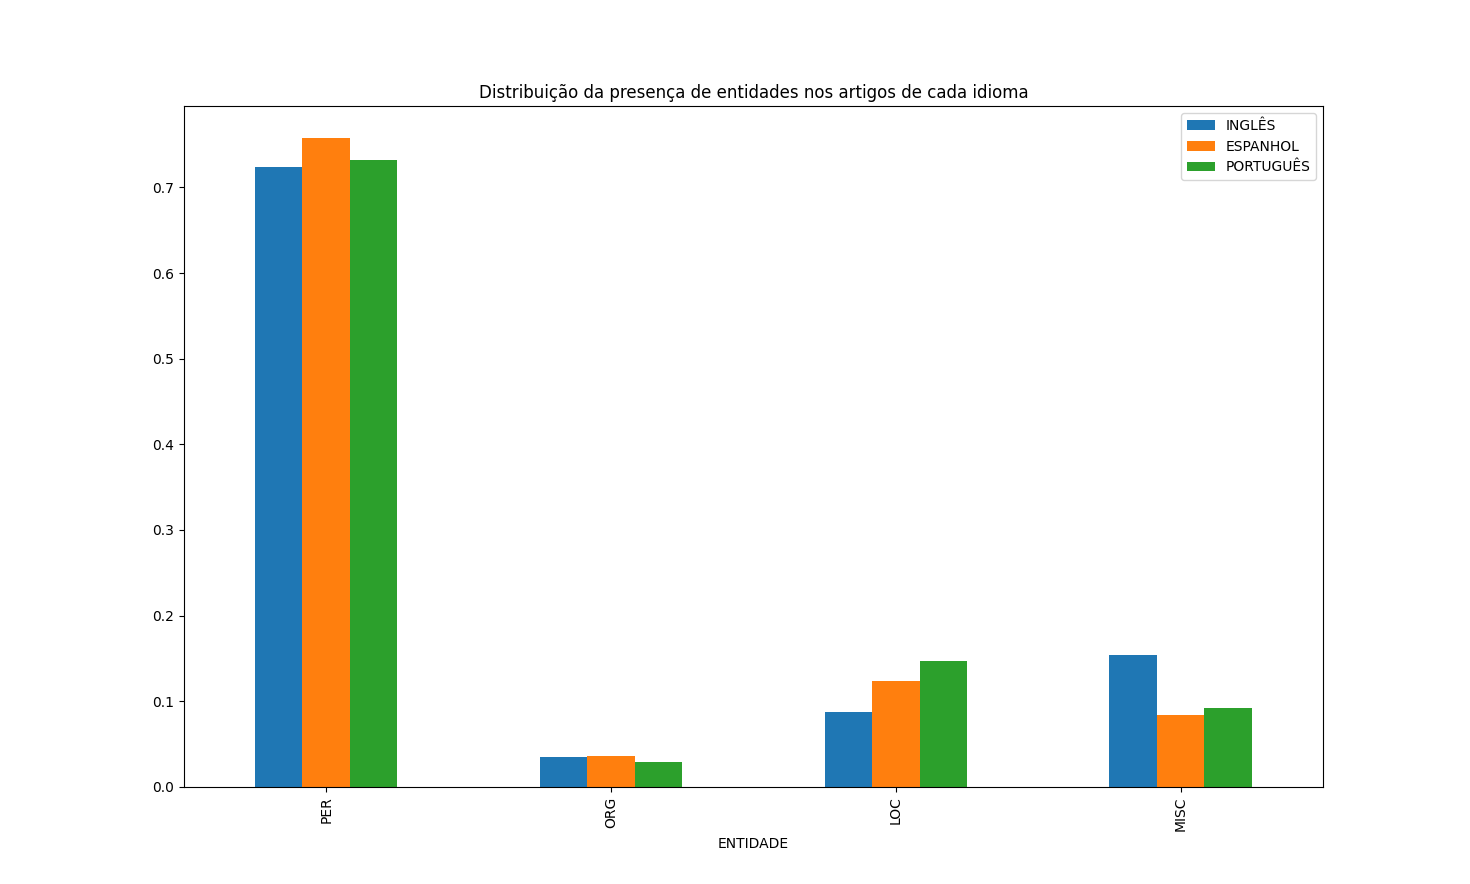 Distribuição da presença de entidades nos artigos de cada idioma
INGLÊS
ESPANHOL
PORTUGUÊS
0.7
0.6
0.5
0.4
0.3
0.2
0.1
0.0
PER
ORG
LOC
MISC
ENTIDADE